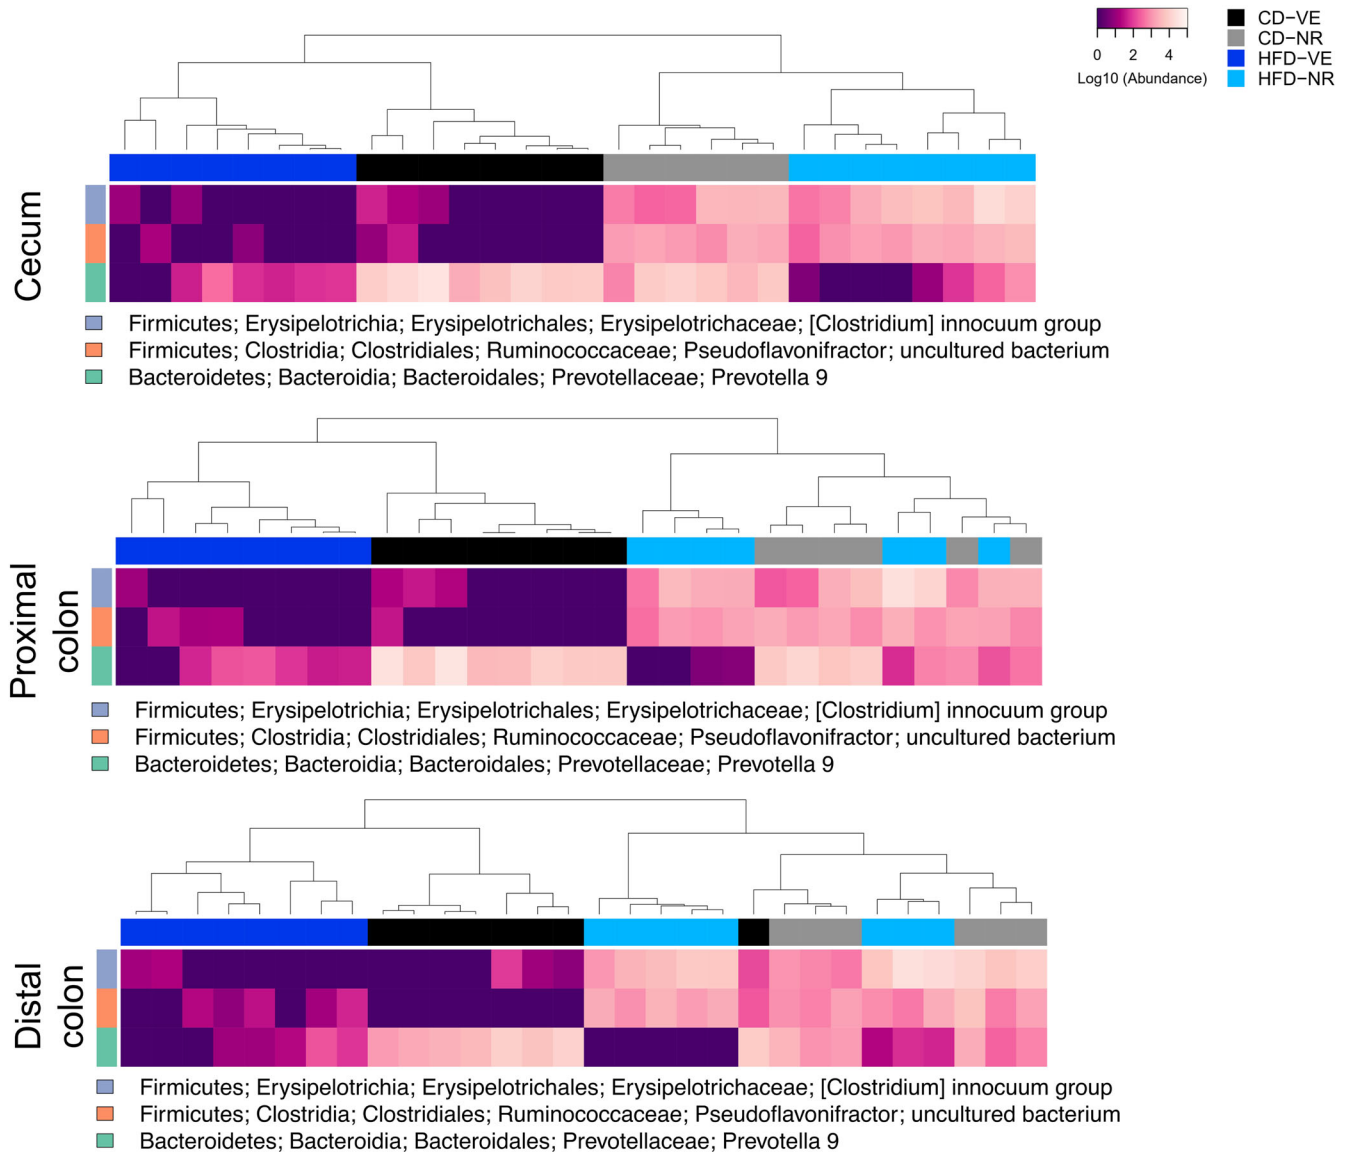 0 2 4
Log10 (Abundance)
CD−VE
CD−NR
HFD−VE
HFD−NR
Cecum
Firmicutes; Erysipelotrichia; Erysipelotrichales; Erysipelotrichaceae; [Clostridium] innocuum group
Firmicutes; Clostridia; Clostridiales; Ruminococcaceae; Pseudoflavonifractor; uncultured bacterium
Bacteroidetes; Bacteroidia; Bacteroidales; Prevotellaceae; Prevotella 9
Proximal
colon
Firmicutes; Erysipelotrichia; Erysipelotrichales; Erysipelotrichaceae; [Clostridium] innocuum group
Firmicutes; Clostridia; Clostridiales; Ruminococcaceae; Pseudoflavonifractor; uncultured bacterium
Bacteroidetes; Bacteroidia; Bacteroidales; Prevotellaceae; Prevotella 9
Distal
colon
Firmicutes; Erysipelotrichia; Erysipelotrichales; Erysipelotrichaceae; [Clostridium] innocuum group
Firmicutes; Clostridia; Clostridiales; Ruminococcaceae; Pseudoflavonifractor; uncultured bacterium
Bacteroidetes; Bacteroidia; Bacteroidales; Prevotellaceae; Prevotella 9